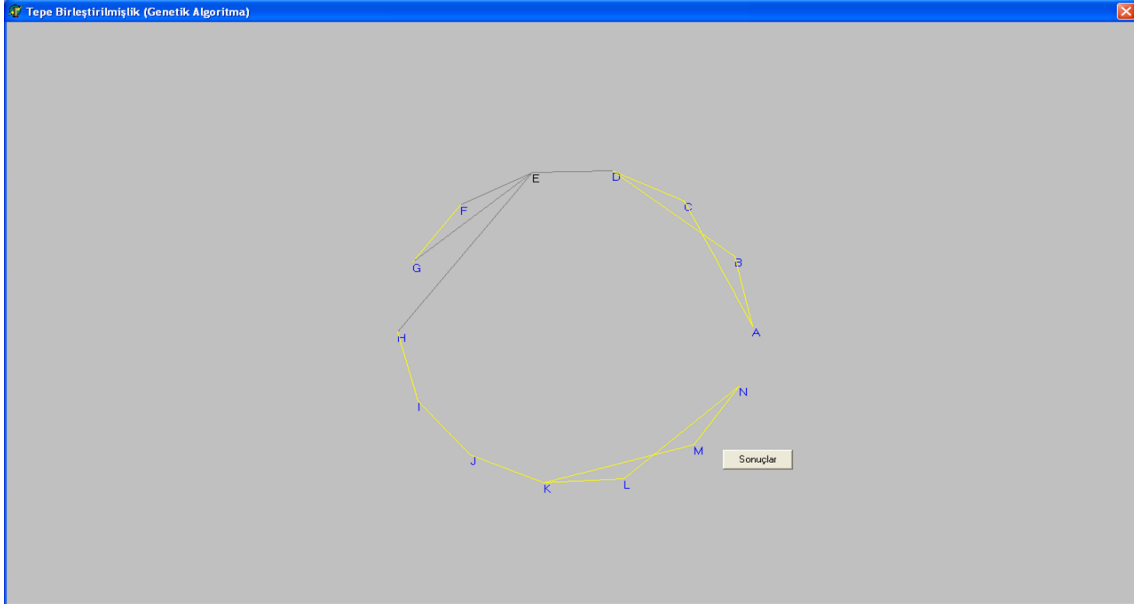 Tepe Birleştirilmişlik (Genetik Algoritma)
E
D
F
C
G
B
H
A
I
N
J
M
Sonuçlar
K
L